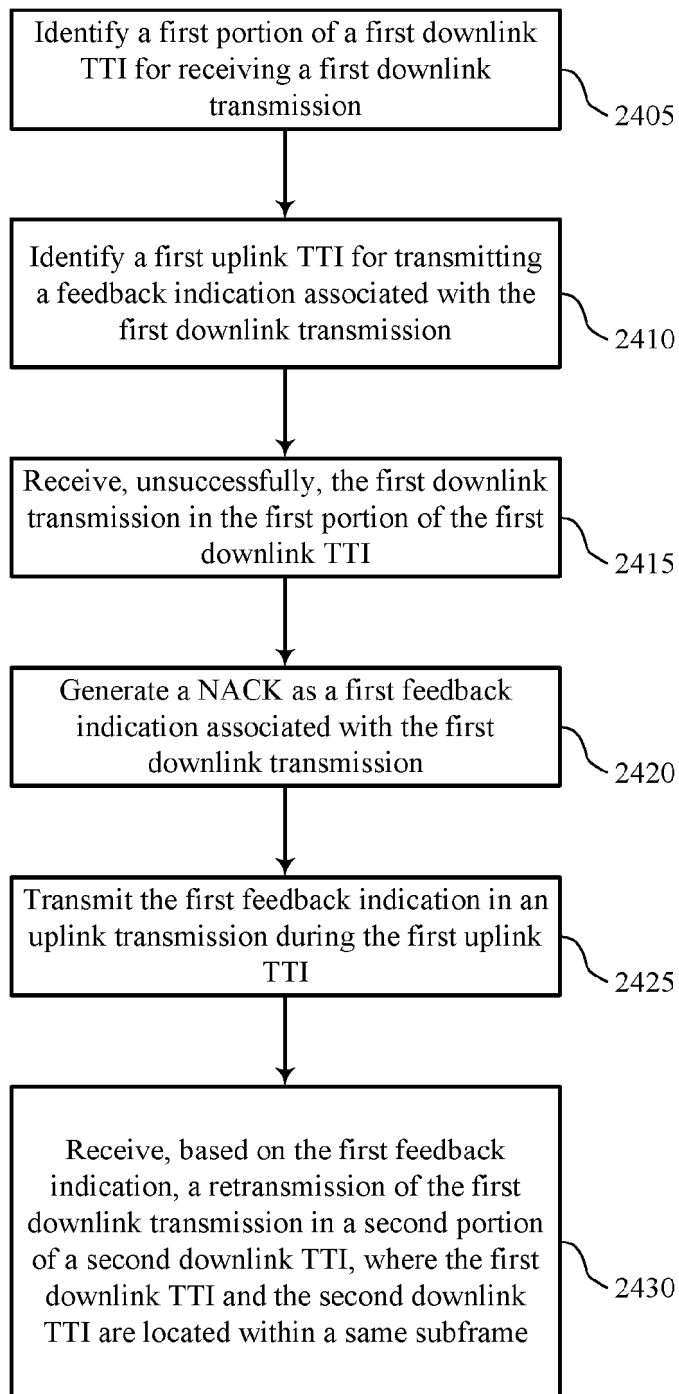 Identify a first portion of a first downlink
TTI for receiving a first downlink
transmission
2405
Identify a first uplink TTI for transmitting
a feedback indication associated with the
first downlink transmission
2410
Receive, unsuccessfully, the first downlink
transmission in the first portion of the first
downlink TTI
2415
Generate a NACK as a first feedback
indication associated with the first
downlink transmission
2420
Transmit the first feedback indication in an
uplink transmission during the first uplink
TTI
2425
Receive, based on the first feedback
indication, a retransmission of the first
downlink transmission in a second portion
of a second downlink TTI, where the first
downlink TTI and the second downlink
TTI are located within a same subframe
2430